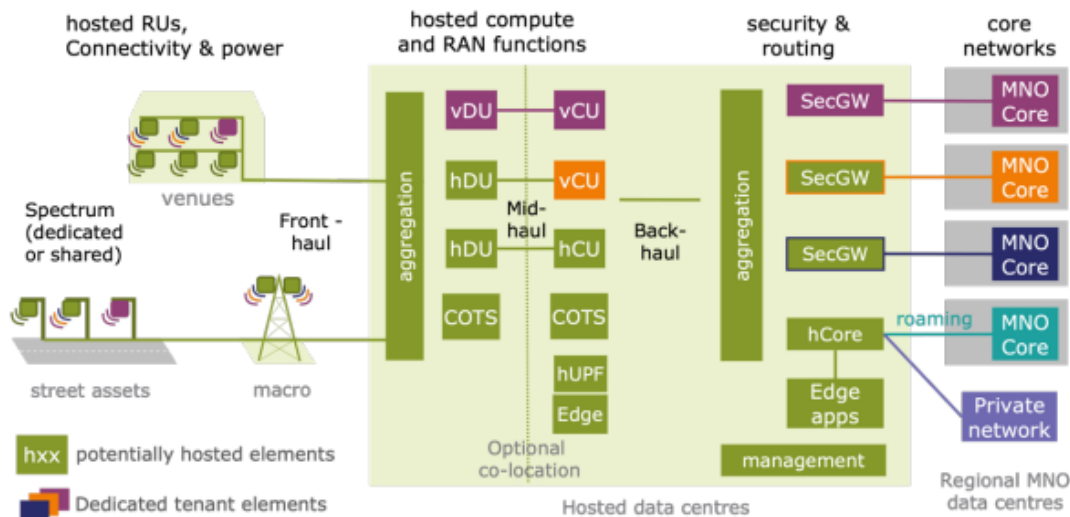 hosted RUs,
Connectivity & power
hosted compute
and RAN functions
security &
routing
core
networks
venues
Spectrum
(dedicated
or shared)
Front -
haul
street assets
macro
aggregation
vDU
vCU
hDU
vCU
Mid-
haul
hDU
hCU
COTS
COTS
hUPF
Edge
Optional
co-location
Back-
haul
aggregation
SecGW
SecGW
SecGW
hCore
roaming
Edge
apps
management
MNO
Core
MNO
Core
MNO
Core
MNO
Core
Private
network
Hosted data centres
Regional MNO
data centres
hxx potentially hosted elements
Dedicated tenant elements